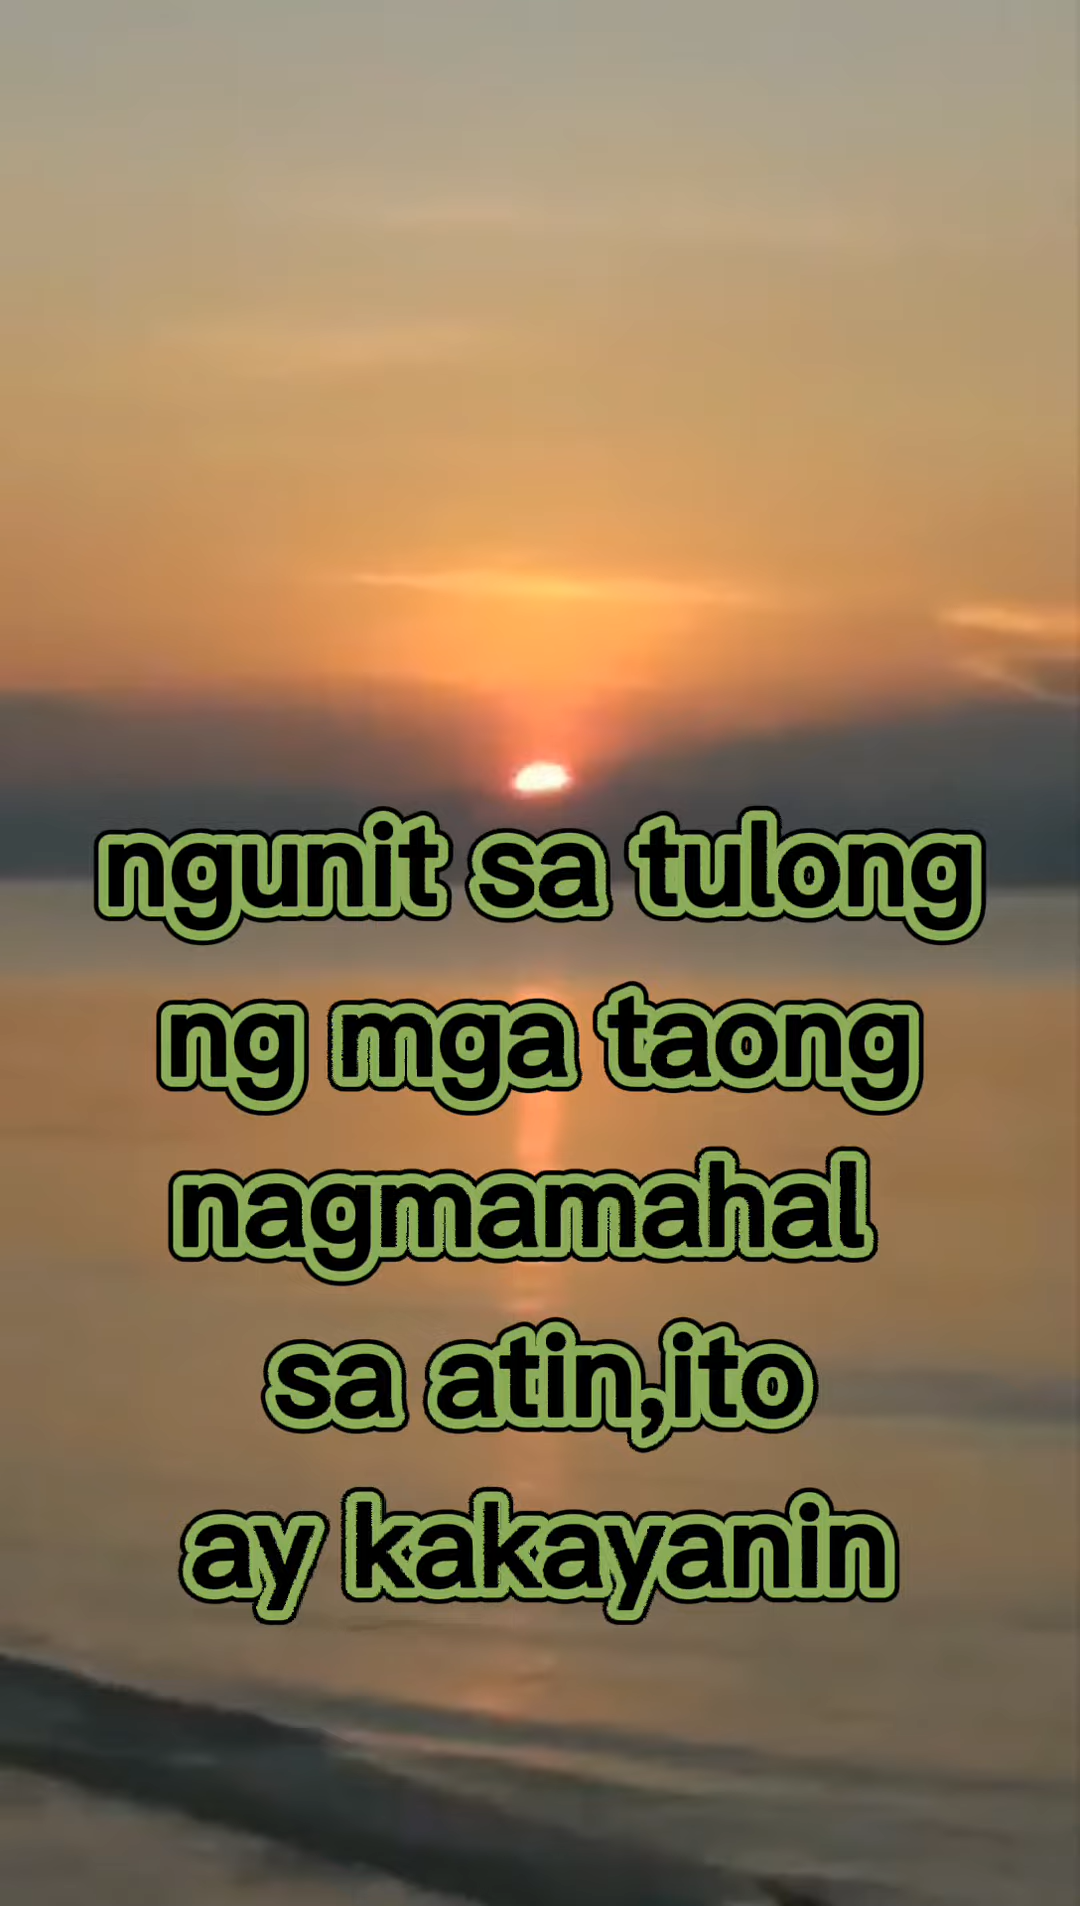 ngunit sa tulong
ng mga taong
nagmamahal
sa atin,ito
ay kakayanin